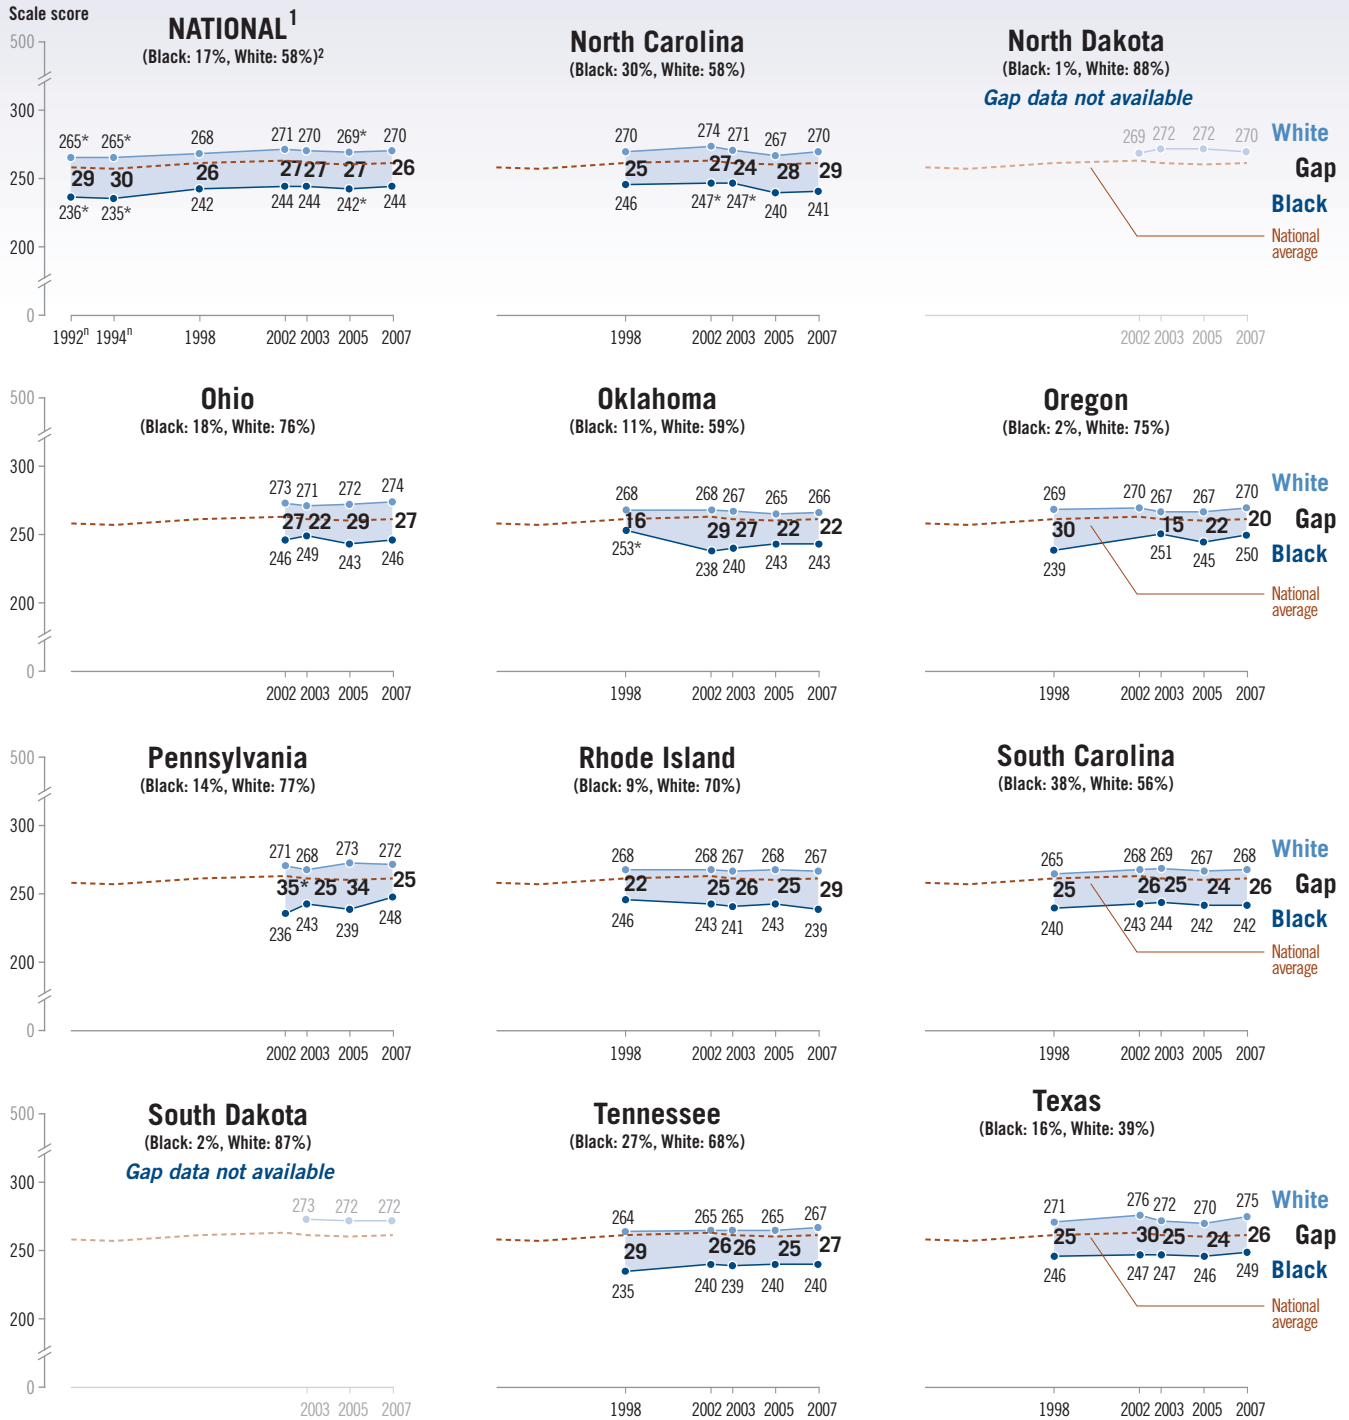 Scale score
NATIONAL1
(Black: 17%, White: 58%)2
500
300
250
200
0
265* 265* 268 271 270 269* 270
29 30 26 27 27 27 26
236* 235* 242 244 244 242* 244
1992n 1994n 1998 2002 2003 2005 2007
North Carolina
(Black: 30%, White: 58%)
270 274 271 267 270
25 27 24 28 29
246 247* 247* 240 241
1998 2002 2003 2005 2007
North Dakota
(Black: 1%, White: 88%)
Gap data not available
269 272 272 270
White
Gap
Black
National
average
2002 2003 2005 2007
Ohio
(Black: 18%, White: 76%)
500
300
250
200
0
273 271 272 274
27 22 29 27
246 249 243 246
2002 2003 2005 2007
Oklahoma
(Black: 11%, White: 59%)
268 268 267 265 266
16 29 27 22 22
253* 238 240 243 243
1998 2002 2003 2005 2007
Oregon
(Black: 2%, White: 75%)
269 270 267 267 270
30 15 22 20
239 251 245 250
White
Gap
Black
National
average
1998 2002 2003 2005 2007
Pennsylvania
(Black: 14%, White: 77%)
500
300
250
200
0
271 268 273 272
35* 25 34 25
236 243 239 248
2002 2003 2005 2007
Rhode Island
(Black: 9%, White: 70%)
268 268 267 268 267
22 25 26 25 29
246 243 241 243 239
1998 2002 2003 2005 2007
South Carolina
(Black: 38%, White: 56%)
265 268 269 267 268
25 26 25 24 26
240 243 244 242 242
White
Gap
Black
National
average
1998 2002 2003 2005 2007
South Dakota
(Black: 2%, White: 87%)
Gap data not available
500
300
250
200
0
273 272 272
2003 2005 2007
Tennessee
(Black: 27%, White: 68%)
264 265 265 265 267
29 26 26 25 27
235 240 239 240 240
1998 2002 2003 2005 2007
Texas
(Black: 16%, White: 39%)
271 276 272 270 275
25 30 25 24 26
246 247 247 246 249
White
Gap
Black
National
average
1998 2002 2003 2005 2007